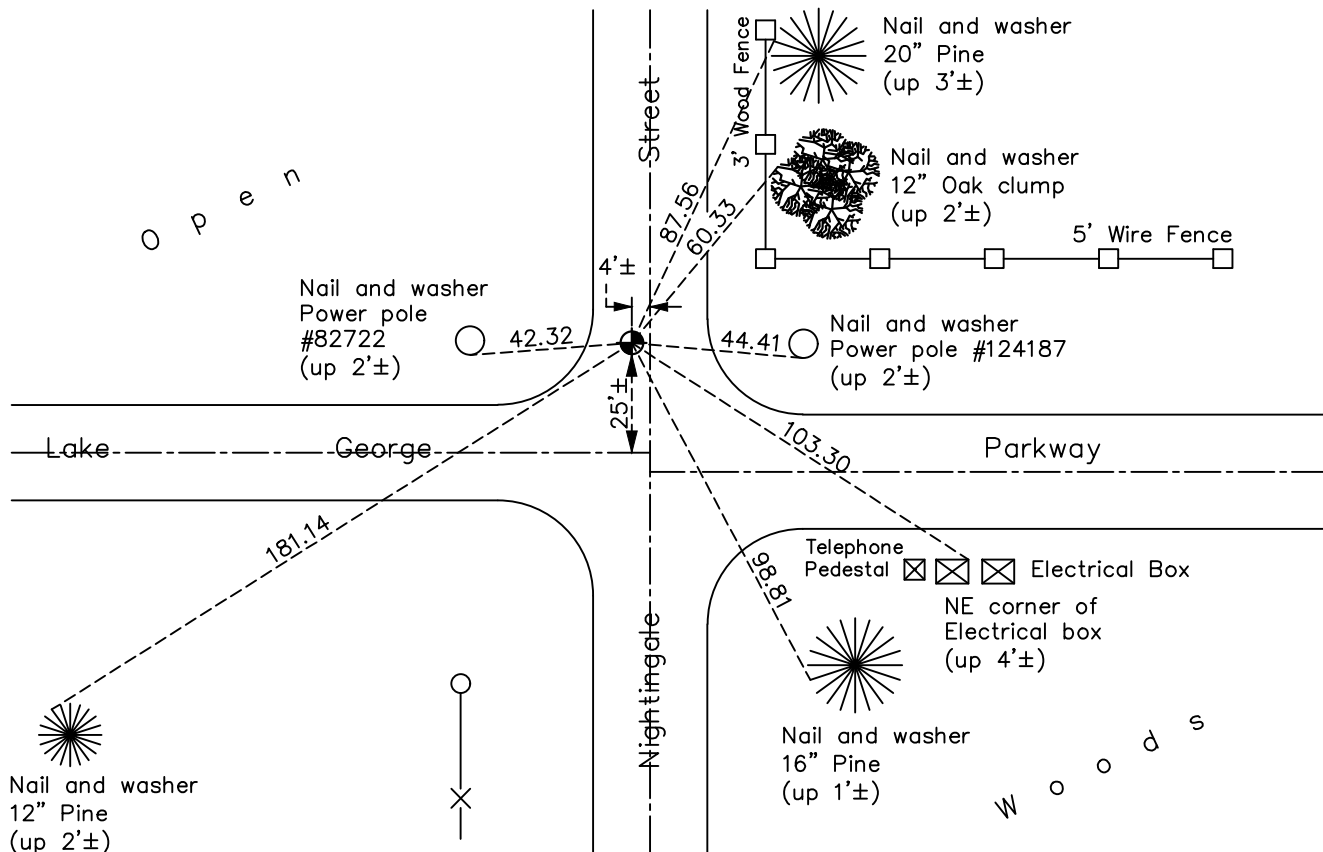 Nail and washer
20" Pine
(up 3'±)
3' Wood Fence
Street
Nail and washer
12" Oak clump
(up 2'±)
Open
87.56
60.33
5' Wire Fence
4'±
Nail and washer
Power pole
#82722
(up 2'±)
42.32
44.41
Nail and washer
Power pole #124187
(up 2'±)
25'±
Lake George Parkway
103.30
181.14
98.81
Telephone
Pedestal
Electrical Box
NE corner of
Electrical box
(up 4'±)
Nightingale
Nail and washer
16" Pine
(up 1'±)
Woods
Nail and washer
12" Pine
(up 2'±)